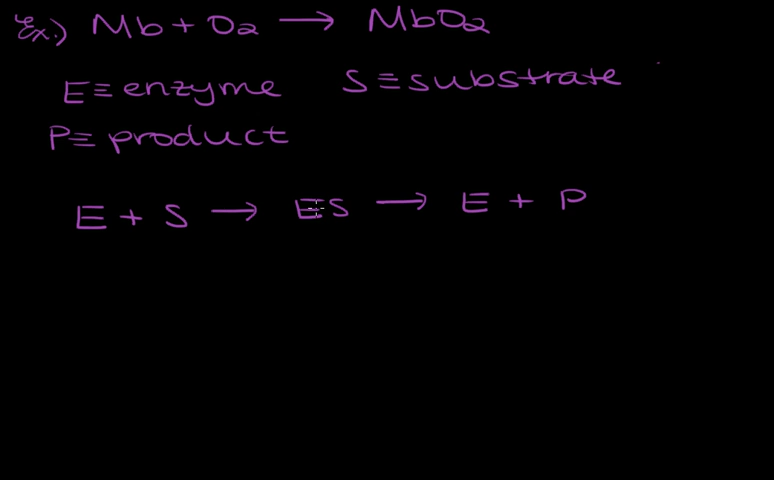 Ex.) Mb + O2 → MbO2
E ≡ enzyme S ≡ substrate
P ≡ product
E + S → ES → E + P